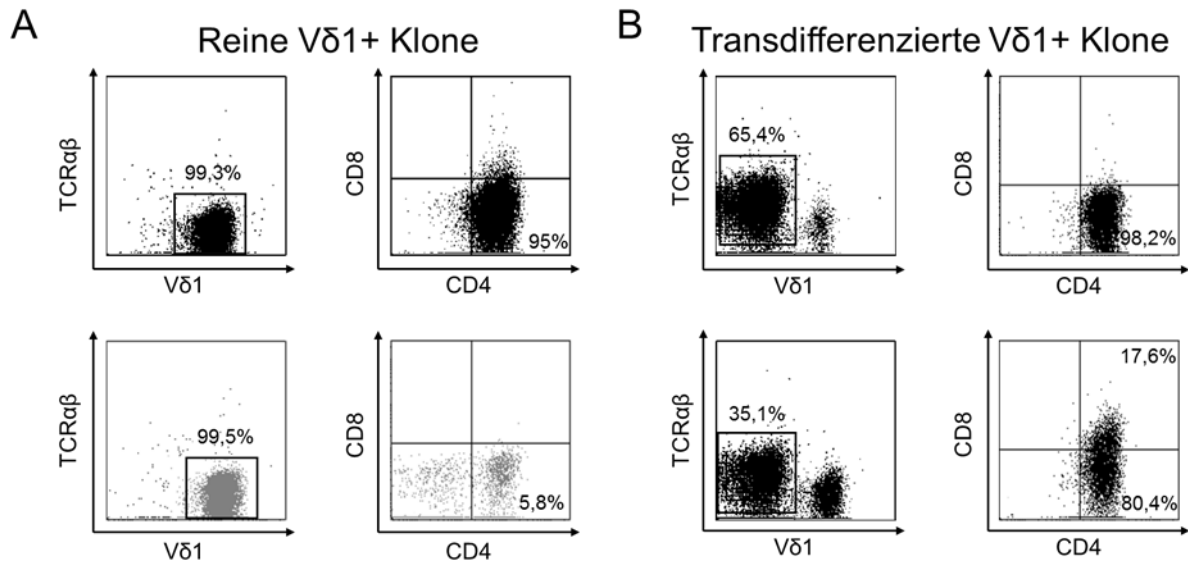 A
Reine Vδ1+ Klone
B
Transdifferenzierte Vδ1+ Klone
TCRαβ
99,3%
Vδ1
CD8
95%
CD4
TCRαβ
65,4%
Vδ1
CD8
98,2%
CD4
TCRαβ
99,5%
Vδ1
CD8
5,8%
CD4
TCRαβ
35,1%
Vδ1
CD8
17,6%
80,4%
CD4